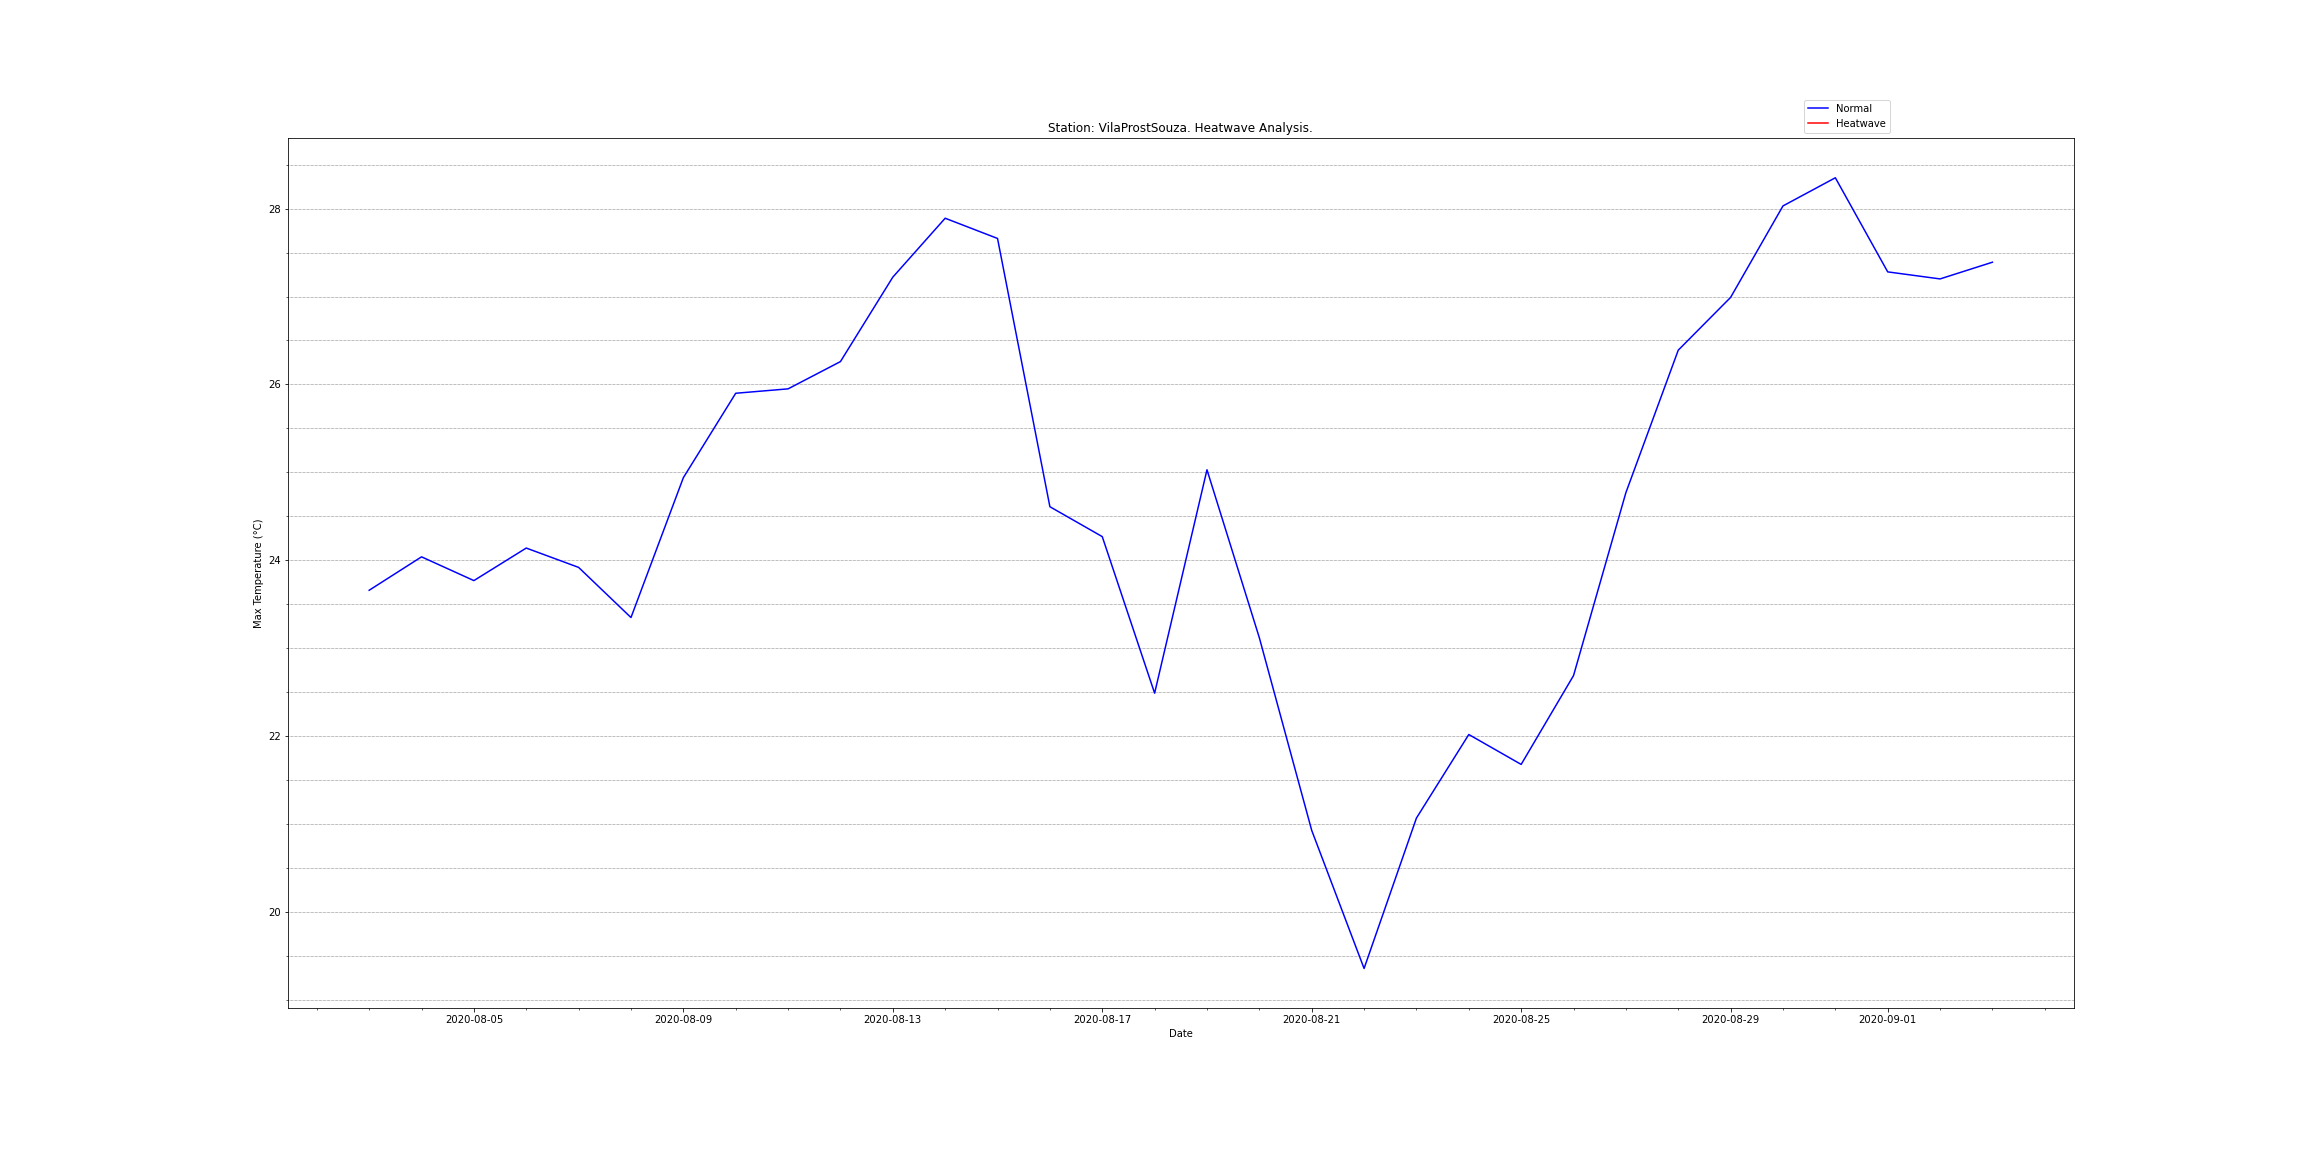 Normal
Heatwave
Station: VilaProstSouza. Heatwave Analysis.
28
26
24
22
20
Max Temperature (°C)
2020-08-05 2020-08-09 2020-08-13 2020-08-17 2020-08-21 2020-08-25 2020-08-29 2020-09-01
Date